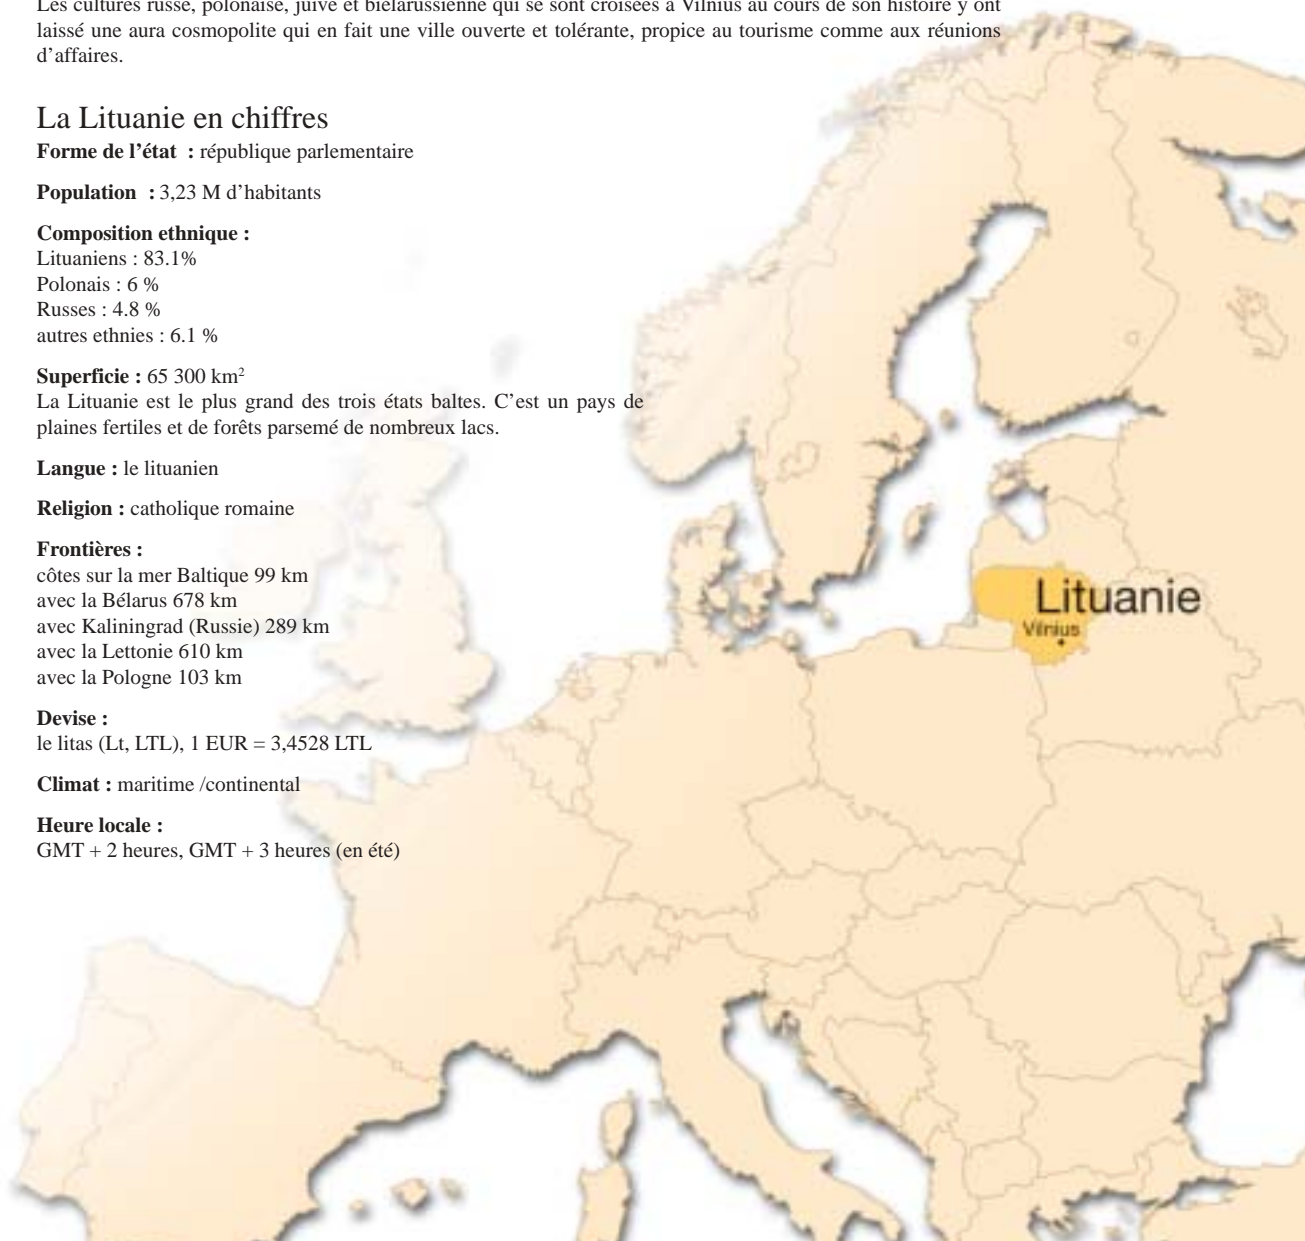 Les cultures russe, polonaise, juive et biélarussienne qui se sont croisées à Vilnius au cours de son histoire y ont
laissé une aura cosmopolite qui en fait une ville ouverte et tolérante, propice au tourisme comme aux réunions
d’affaires.
La Lituanie en chiffres
Forme de l’état : république parlementaire
Population : 3,23 M d’habitants
Composition ethnique :
Lituaniens : 83.1%
Polonais : 6 %
Russes : 4.8 %
autres ethnies : 6.1 %
Superficie : 65 300 km²
La Lituanie est le plus grand des trois états baltes. C’est un pays de
plaines fertiles et de forêts parsemé de nombreux lacs.
Langue : le lituanien
Religion : catholique romaine
Frontières :
côtes sur la mer Baltique 99 km
avec la Bélarus 678 km
avec Kaliningrad (Russie) 289 km
avec la Lettonie 610 km
avec la Pologne 103 km
Devise :
le litas (Lt, LTL), 1 EUR = 3,4528 LTL
Climat : maritime /continental
Heure locale :
GMT + 2 heures, GMT + 3 heures (en été)
Lituanie
Vilnius